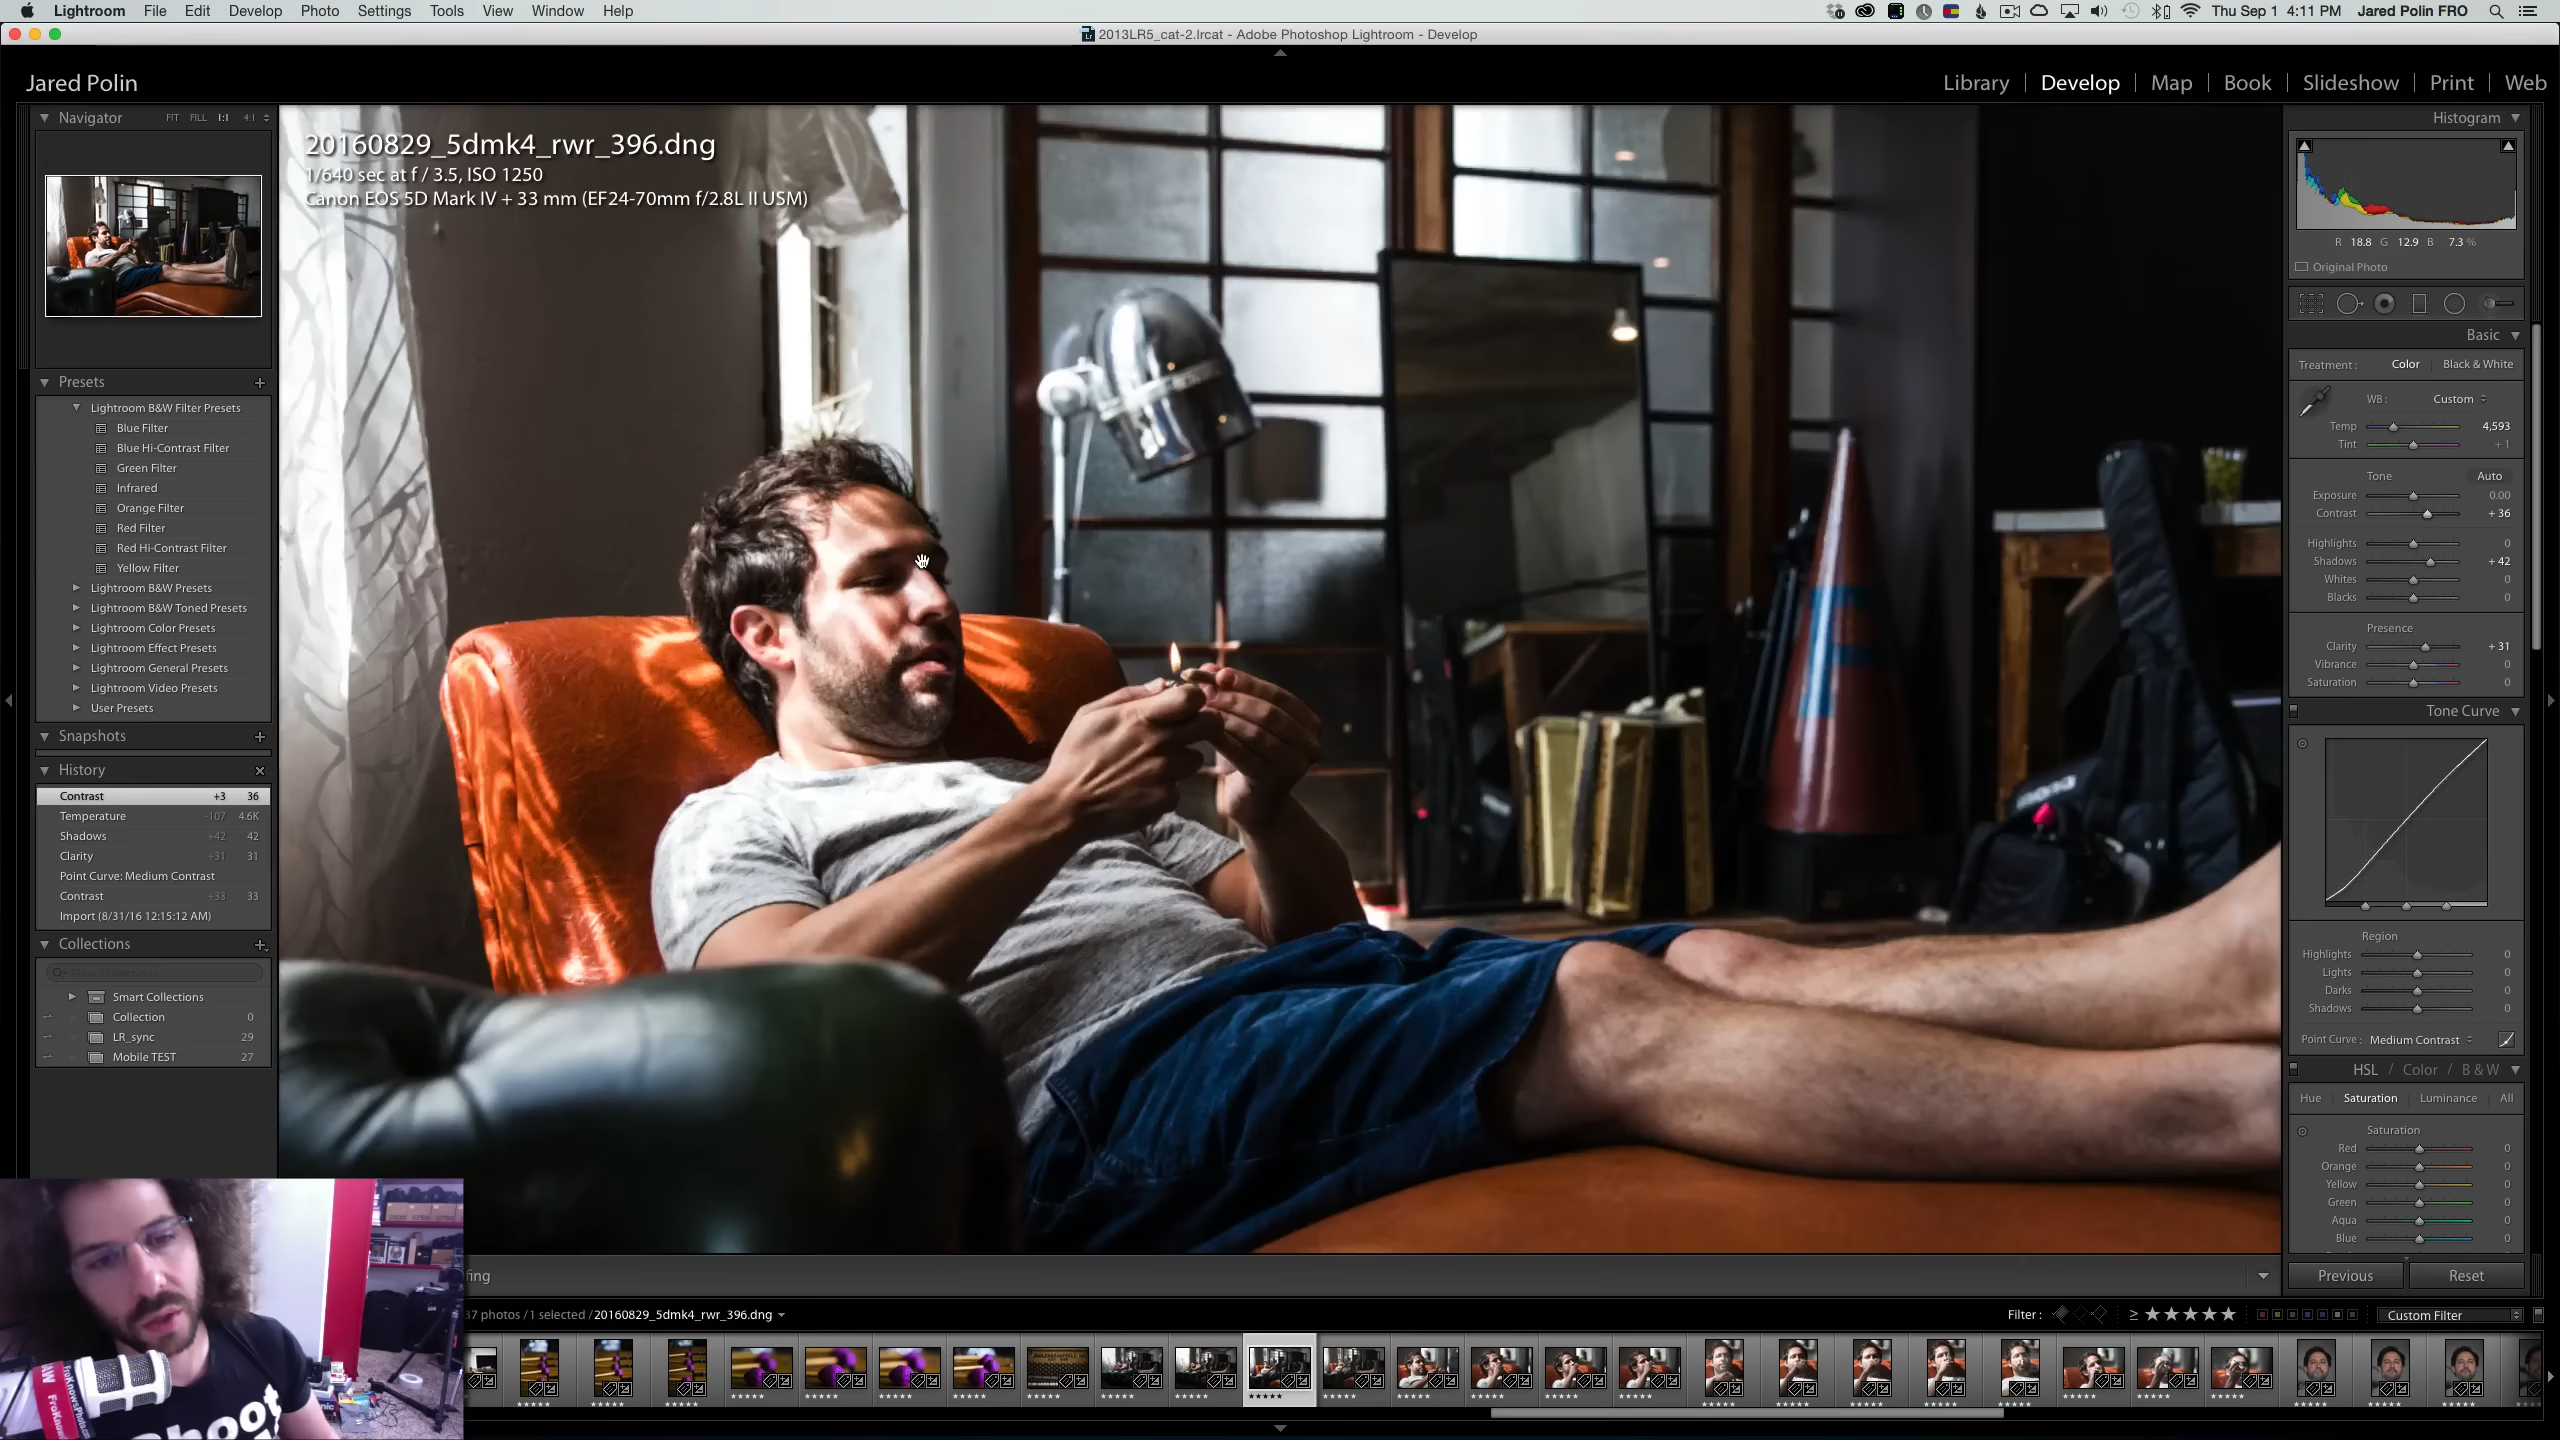 Lightroom File Edit Develop Photo Settings Tools View Window Help
Thu Sep 1 4:11 PM Jared Polin FRO
2013LR5_cat-2.lrcat - Adobe Photoshop Lightroom - Develop
Jared Polin
Library | Develop | Map | Book | Slideshow | Print | Web
Navigator FIT FILL 1:1 4:1
20160829_5dmk4_rwr_396.dng
1/640 sec at f / 3.5, ISO 1250
Canon EOS 5D Mark IV + 33 mm (EF24-70mm f/2.8L II USM)
Presets
Lightroom B&W Filter Presets
Blue Filter
Blue Hi-Contrast Filter
Green Filter
Infrared
Orange Filter
Red Filter
Red Hi-Contrast Filter
Yellow Filter
Lightroom B&W Presets
Lightroom B&W Toned Presets
Lightroom Color Presets
Lightroom Effect Presets
Lightroom General Presets
Lightroom Video Presets
User Presets
Snapshots
History
Contrast +3 36
Temperature -107 4.6K
Shadows +42 42
Clarity +31 31
Point Curve: Medium Contrast
Contrast +33 33
Import (8/31/16 12:15:12 AM)
Collections
Filter Collections
Smart Collections
Collection 0
LR_sync 29
Mobile TEST 27
Histogram
R 18.8 G 12.9 B 7.3 %
Original Photo
Basic
Treatment : Color | Black & White
WB : Custom
Temp 4,593
Tint + 1
Tone Auto
Exposure 0.00
Contrast + 36
Highlights 0
Shadows + 42
Whites 0
Blacks 0
Presence
Clarity + 31
Vibrance 0
Saturation 0
Tone Curve
Region
Highlights 0
Lights 0
Darks 0
Shadows 0
Point Curve : Medium Contrast
HSL / Color / B & W
Hue Saturation Luminance All
Saturation
Red 0
Orange 0
Yellow 0
Green 0
Aqua 0
Blue 0
Previous Reset
fing
37 photos / 1 selected / 20160829_5dmk4_rwr_396.dng
Filter : ≥ ★★★★★ Custom Filter